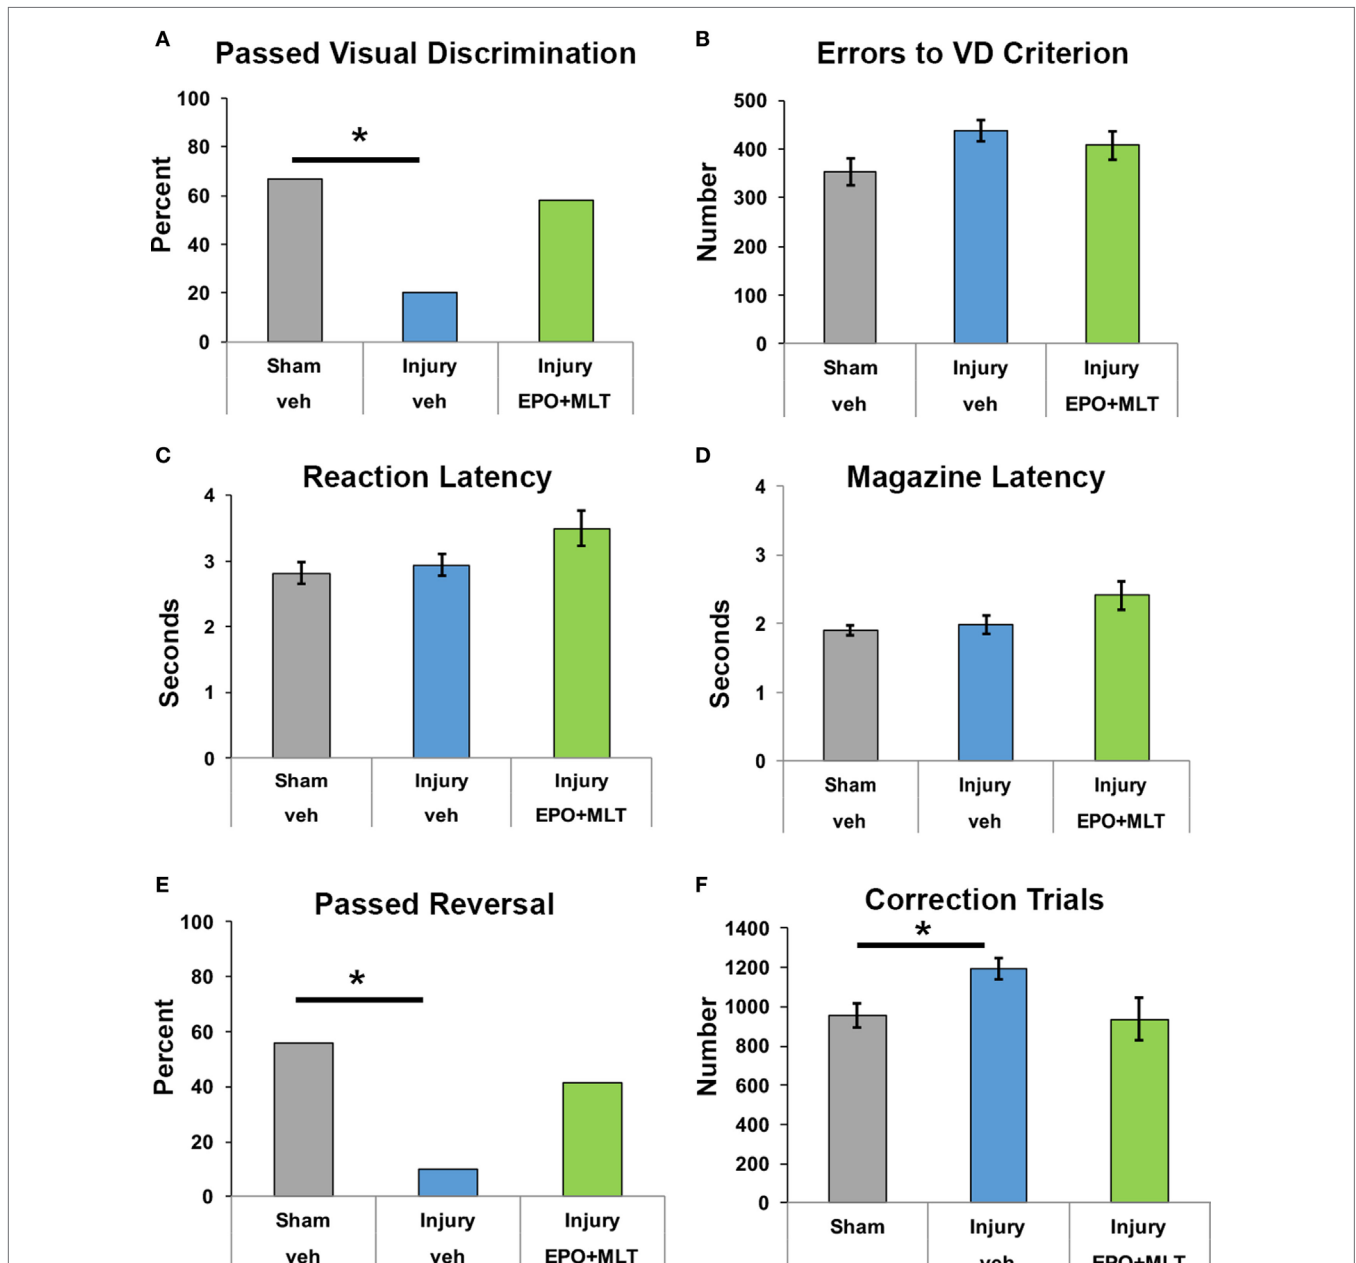 A
Passed Visual Discrimination
Percent
100
80
60
40
20
0
*
Sham Injury Injury
veh veh EPO+MLT
B
Errors to VD Criterion
Number
500
400
300
200
100
0
Sham Injury Injury
veh veh EPO+MLT
C
Reaction Latency
Seconds
4
3
2
1
0
Sham Injury Injury
veh veh EPO+MLT
D
Magazine Latency
Seconds
4
3
2
1
0
Sham Injury Injury
veh veh EPO+MLT
E
Passed Reversal
Percent
100
80
60
40
20
0
*
Sham Injury Injury
veh veh EPO+MLT
F
Correction Trials
Number
1400
1200
1000
800
600
400
200
0
*
Sham Injury Injury
veh EPO+MLT